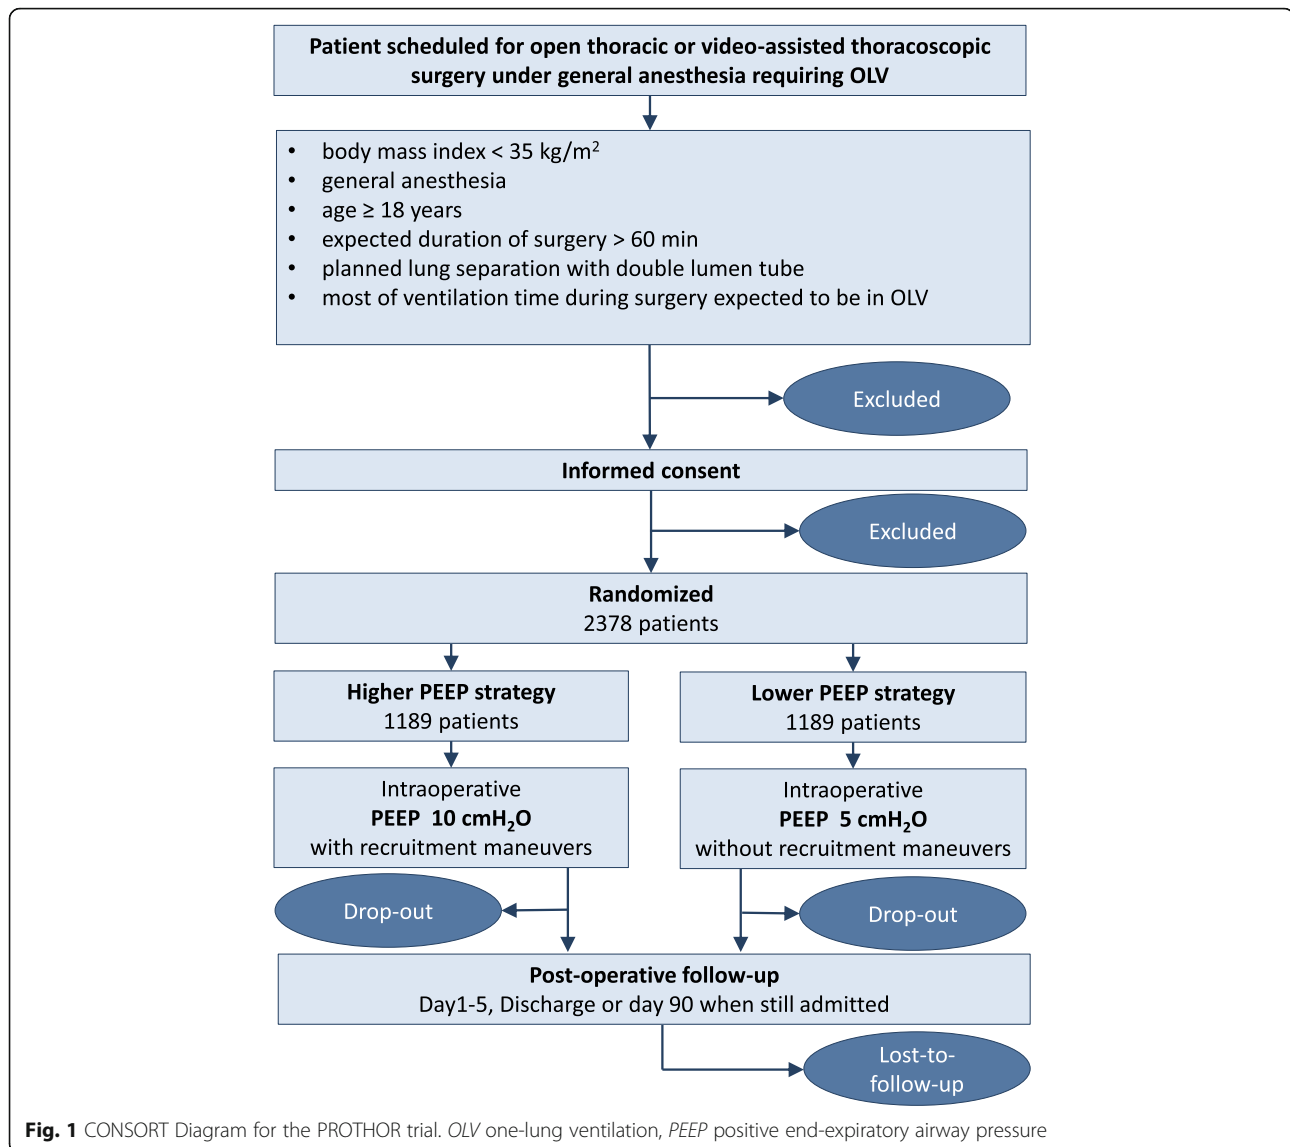 Patient scheduled for open thoracic or video-assisted thoracoscopic
surgery under general anesthesia requiring OLV
• body mass index < 35 kg/m²
• general anesthesia
• age ≥ 18 years
• expected duration of surgery > 60 min
• planned lung separation with double lumen tube
• most of ventilation time during surgery expected to be in OLV
Excluded
Informed consent
Excluded
Randomized
2378 patients
Higher PEEP strategy
1189 patients
Lower PEEP strategy
1189 patients
Intraoperative
PEEP 10 cmH₂O
with recruitment maneuvers
Intraoperative
PEEP 5 cmH₂O
without recruitment maneuvers
Drop-out
Drop-out
Post-operative follow-up
Day1-5, Discharge or day 90 when still admitted
Lost-to-
follow-up
Fig. 1 CONSORT Diagram for the PROTHOR trial. OLV one-lung ventilation, PEEP positive end-expiratory airway pressure